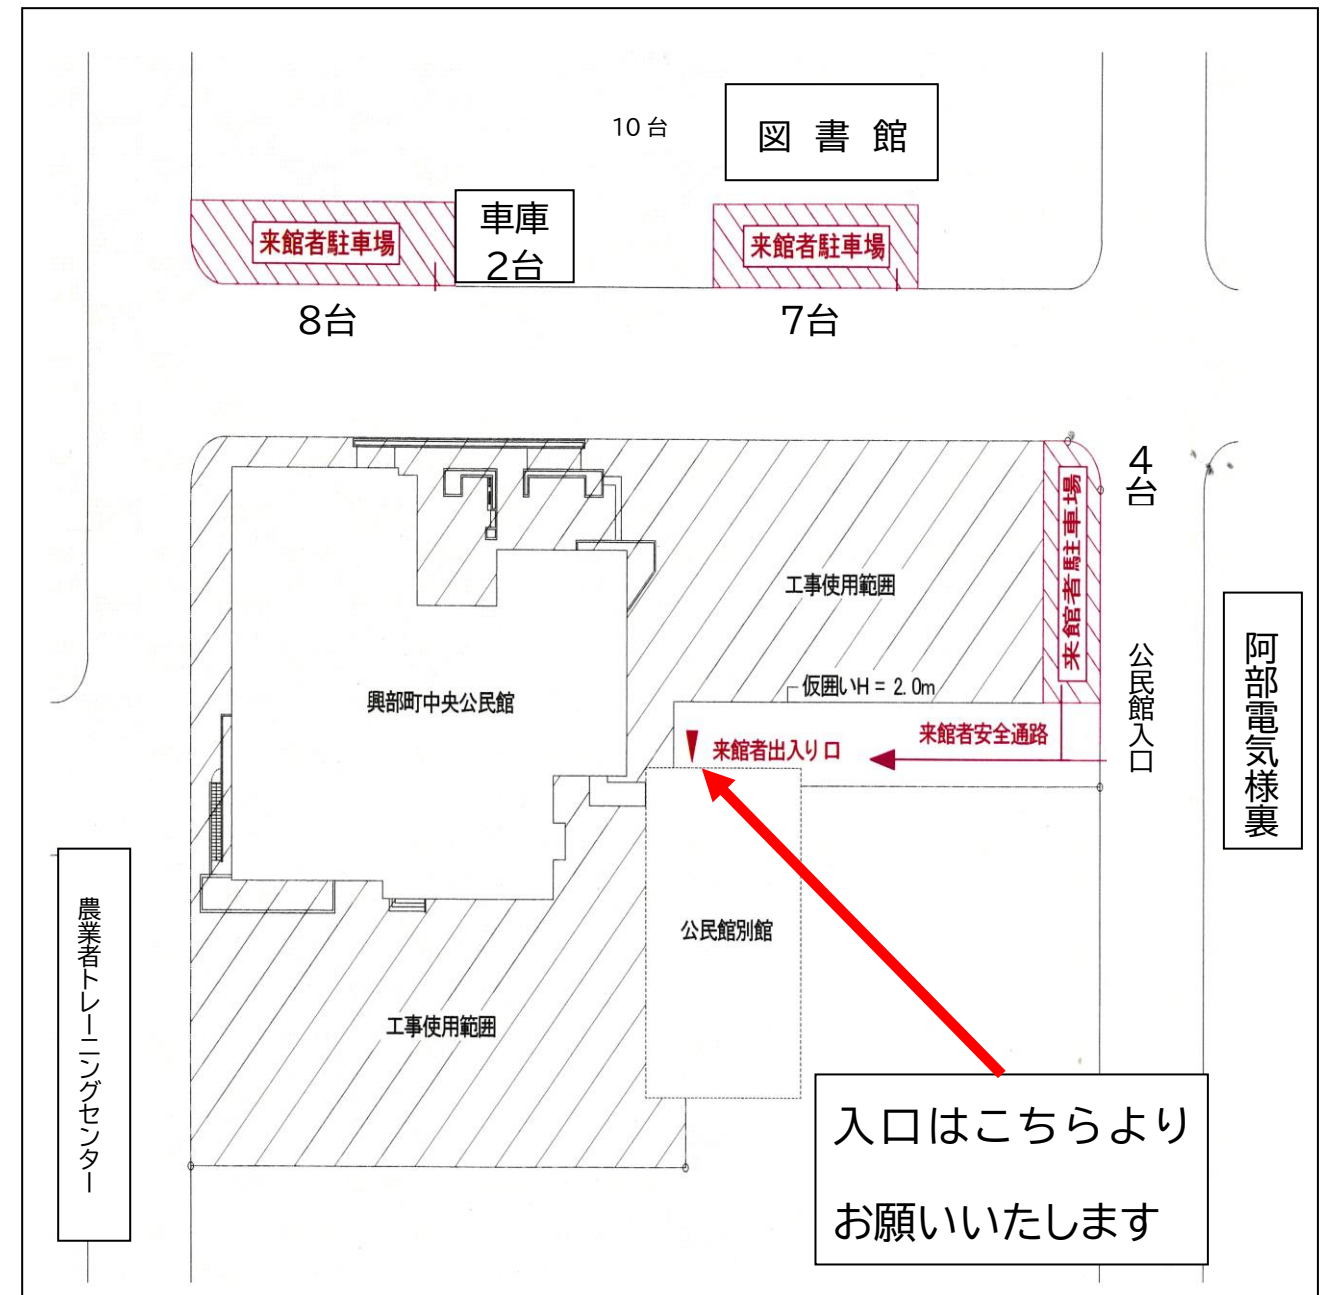 10台
図書館
車庫
2台
来館者駐車場
来館者駐車場
8台
7台
4台
来館者駐車場
工事使用範囲
仮囲いH = 2.0m
興部町中央公民館
来館者出入り口
来館者安全通路
公民館入口
阿部電気様裏
農業者トレーニングセンター
公民館別館
工事使用範囲
入口はこちらより
お願いいたします